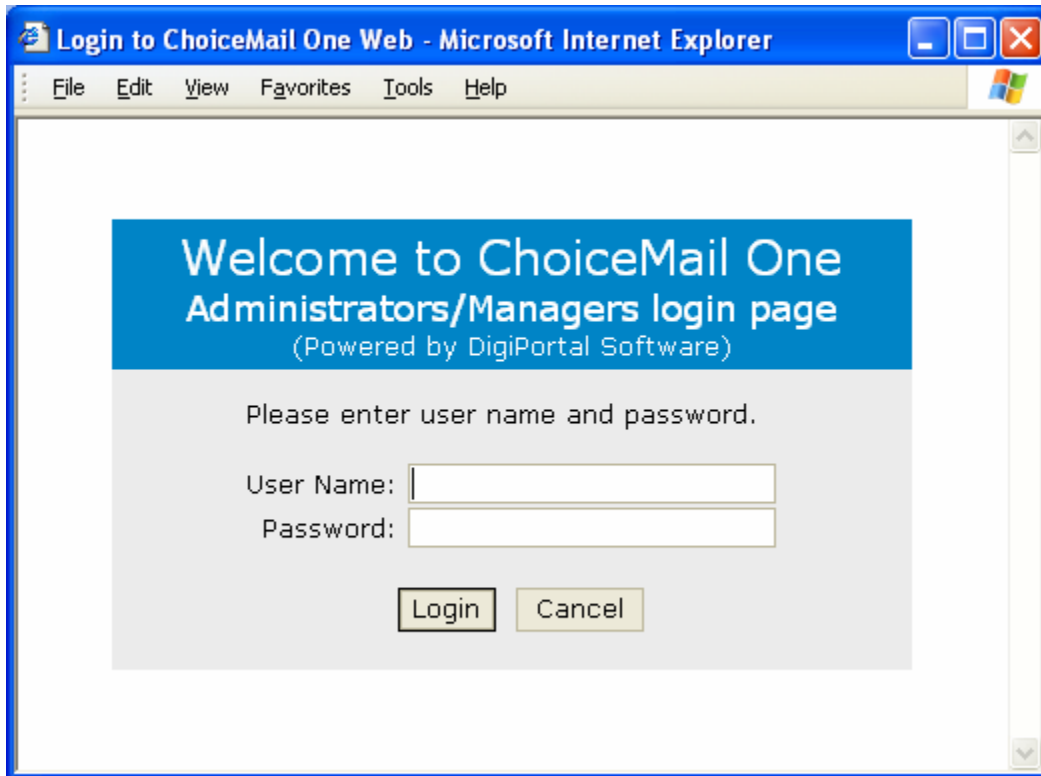 Login to ChoiceMail One Web - Microsoft Internet Explorer
File Edit View Favorites Tools Help
Welcome to ChoiceMail One
Administrators/Managers login page
(Powered by DigiPortal Software)
Please enter user name and password.
User Name:
Password:
Login Cancel